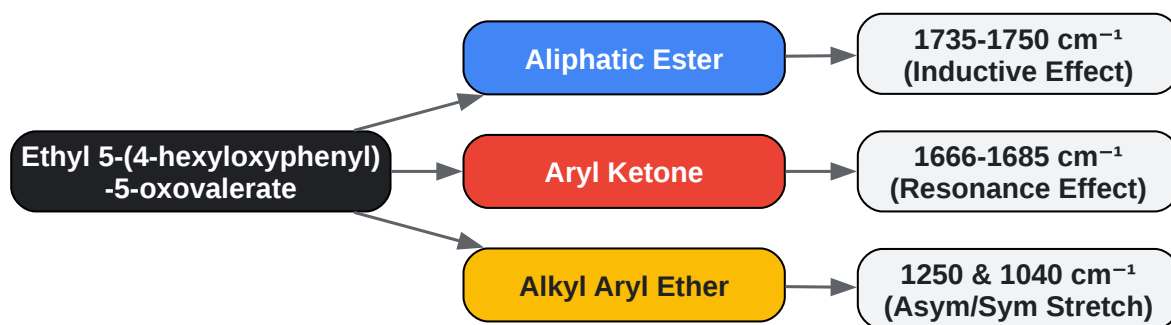 Aliphatic Ester
1735-1750 cm⁻¹
(Inductive Effect)
Ethyl 5-(4-hexyloxyphenyl)
-5-oxovalerate
Aryl Ketone
1666-1685 cm⁻¹
(Resonance Effect)
Alkyl Aryl Ether
1250 & 1040 cm⁻¹
(Asym/Sym Stretch)